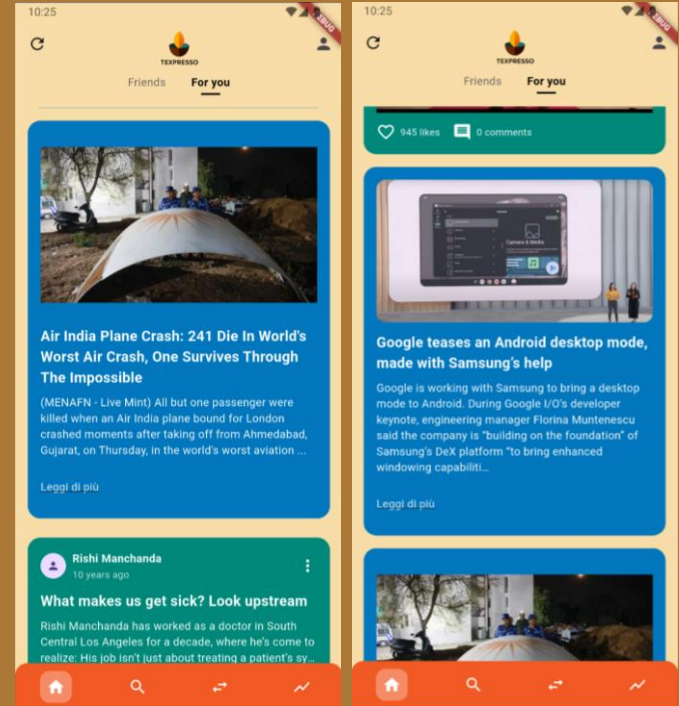 10:25
TEXPRESSO
Friends For you
Air India Plane Crash: 241 Die In World's
Worst Air Crash, One Survives Through
The Impossible
(MENAFN - Live Mint) All but one passenger were
killed when an Air India plane bound for London
crashed moments after taking off from Ahmedabad,
Gujarat, on Thursday, in the world's worst aviation ...
Leggi di più
Rishi Manchanda
10 years ago
What makes us get sick? Look upstream
Rishi Manchanda has worked as a doctor in South
Central Los Angeles for a decade, where he's come to
realize: His job isn't just about treating a patient's sy...
10:25
TEXPRESSO
Friends For you
945 likes 0 comments
Camera & Media
Google teases an Android desktop mode,
made with Samsung's help
Google is working with Samsung to bring a desktop
mode to Android. During Google I/O's developer
keynote, engineering manager Florina Muntenescu
said the company is “building on the foundation” of
Samsung's DeX platform “to bring enhanced
windowing capabiliti...
Leggi di più